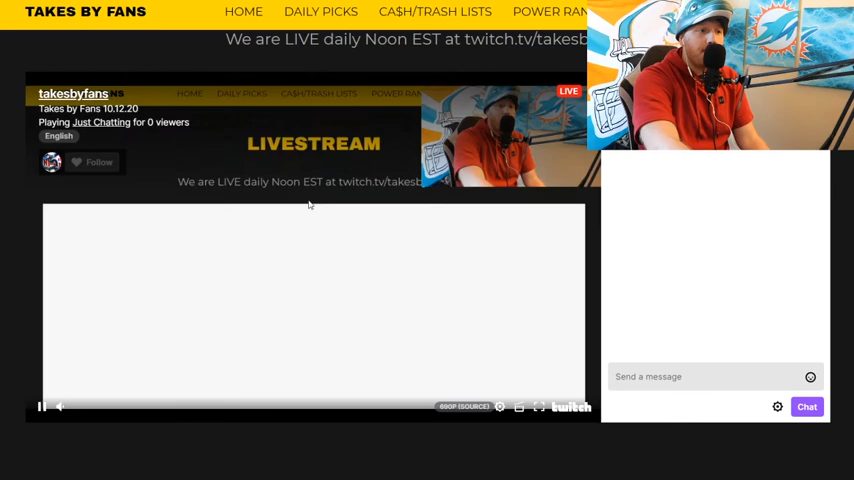 TAKES BY FANS
HOME DAILY PICKS CA$H/TRASH LISTS POWER RAN
We are LIVE daily Noon EST at twitch.tv/takesb
takesbyfans NS
HOME DAILY PICKS CA$H/TRASH LISTS POWER RAN
LIVE
Takes by Fans 10.12.20
Playing Just Chatting for 0 viewers
English
Follow
LIVESTREAM
We are LIVE daily Noon EST at twitch.tv/takesb
Send a message
690P (SOURCE)
twitch
Chat